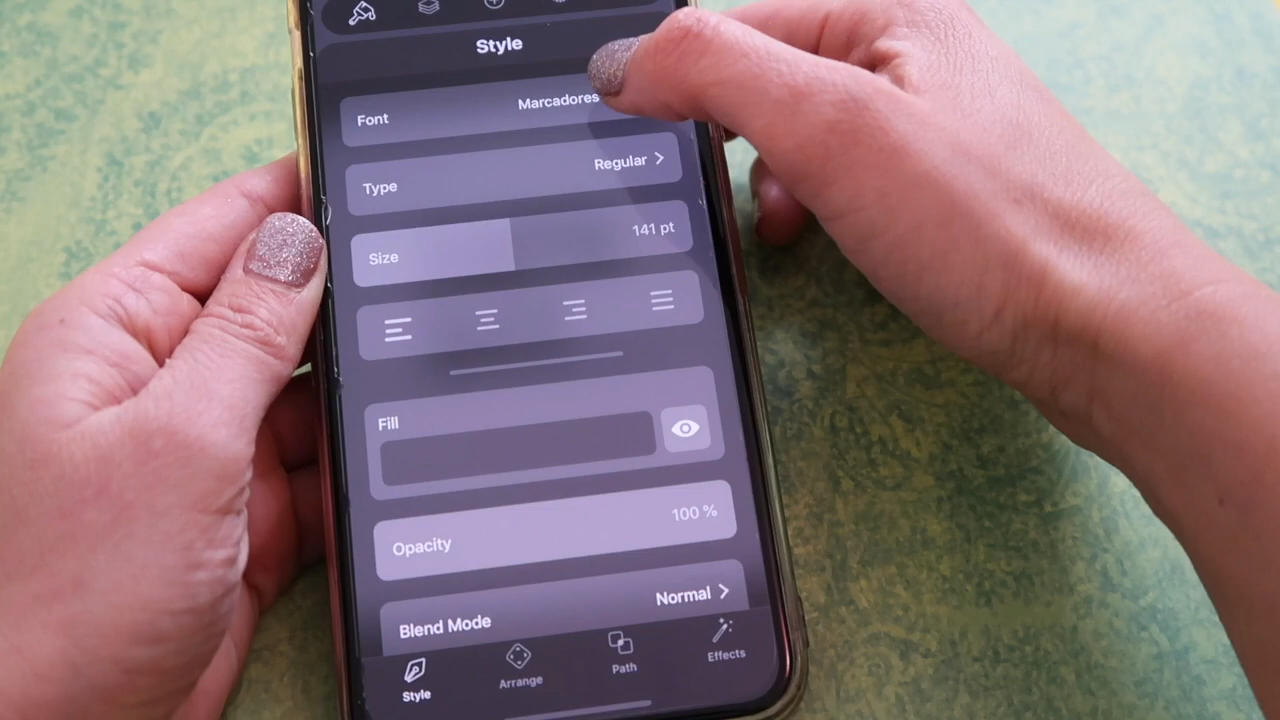 Style
Font Marcadores
Type Regular
Size 141 pt
Fill
Opacity 100 %
Blend Mode Normal
Style Arrange Path Effects